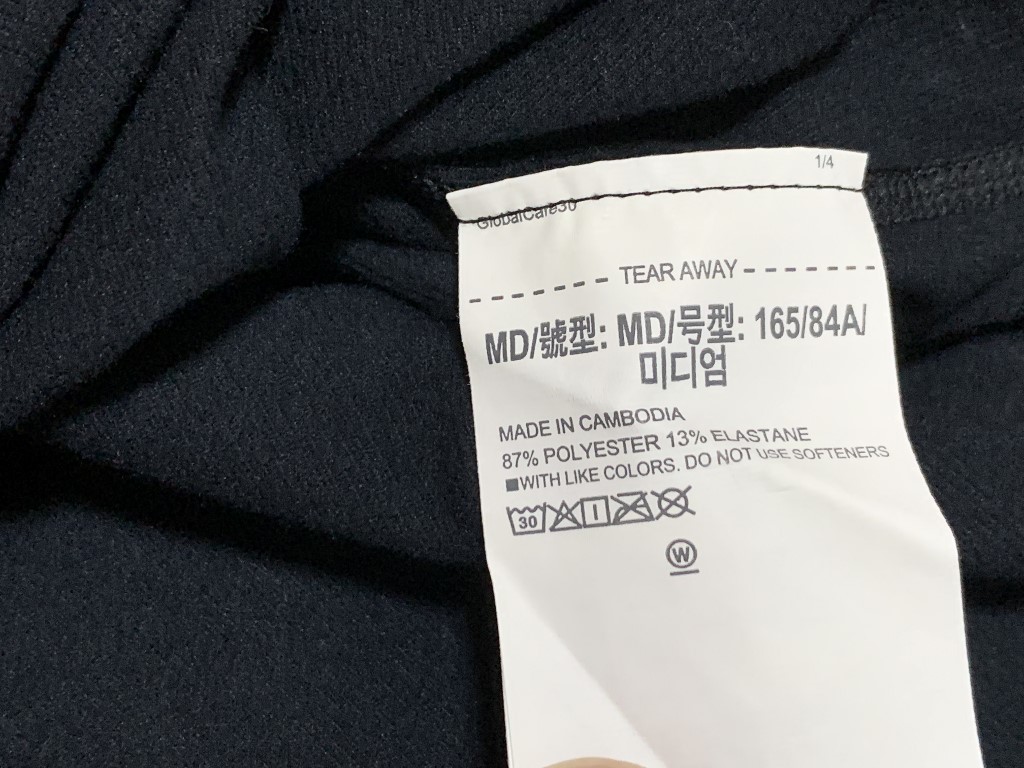 1/4
GlobalCare30
- - - - - - TEAR AWAY - - - - - - -
MD/號型: MD/号型: 165/84A/
미디엄
MADE IN CAMBODIA
87% POLYESTER 13% ELASTANE
■WITH LIKE COLORS. DO NOT USE SOFTENERS
30
W